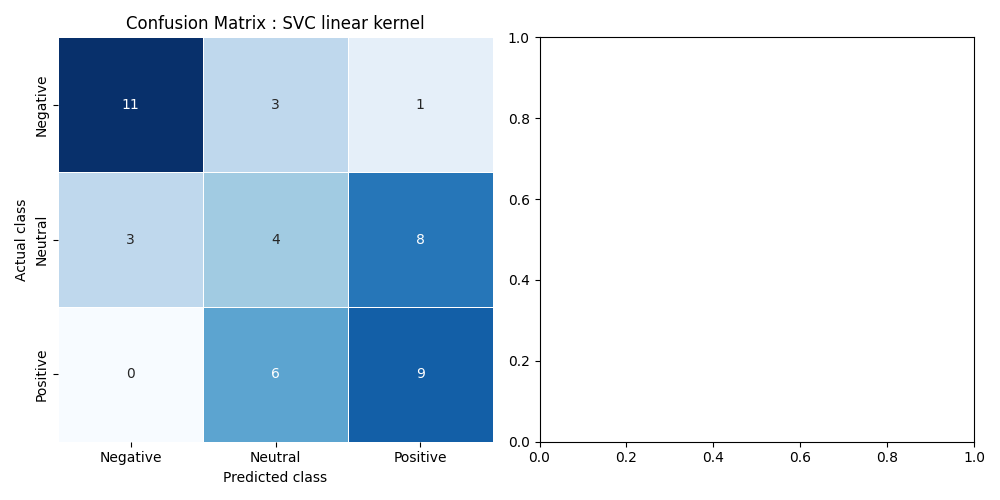 Confusion Matrix : SVC linear kernel
Actual class
Negative
11 3 1
Neutral
3 4 8
Positive
0 6 9
Negative Neutral Positive
Predicted class
1.0
0.8
0.6
0.4
0.2
0.0
0.0 0.2 0.4 0.6 0.8 1.0